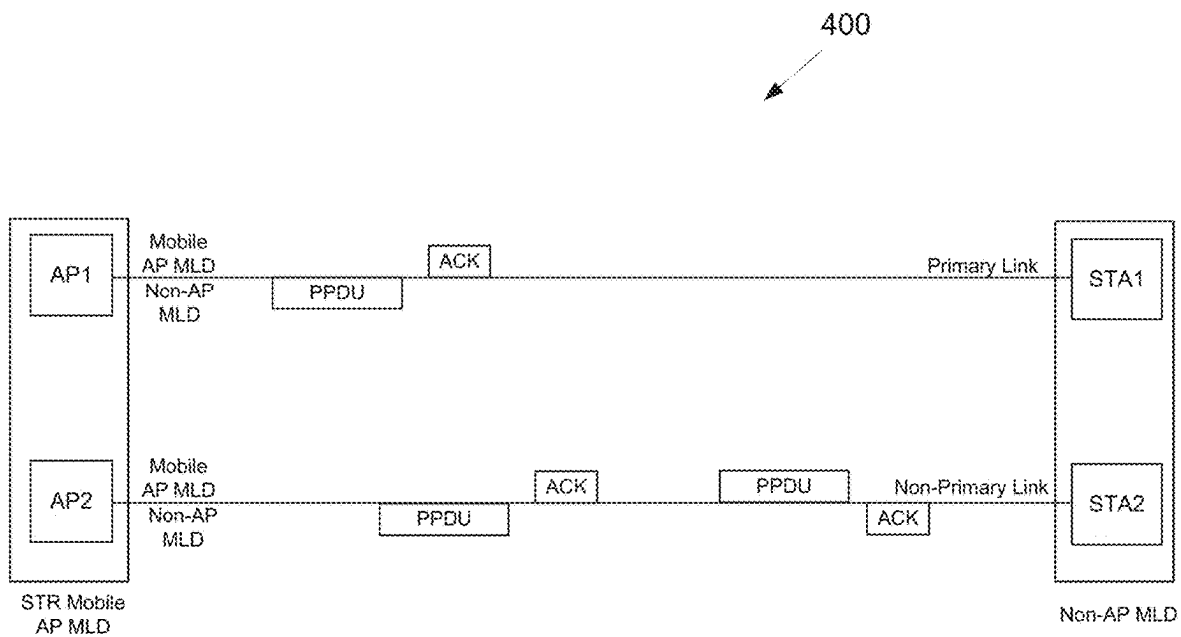 400
AP1
Mobile
AP MLD
Non-AP
MLD
ACK
PPDU
Primary Link
STA1
AP2
Mobile
AP MLD
Non-AP
MLD
ACK
PPDU
PPDU
ACK
Non-Primary Link
STA2
STR Mobile
AP MLD
Non-AP MLD